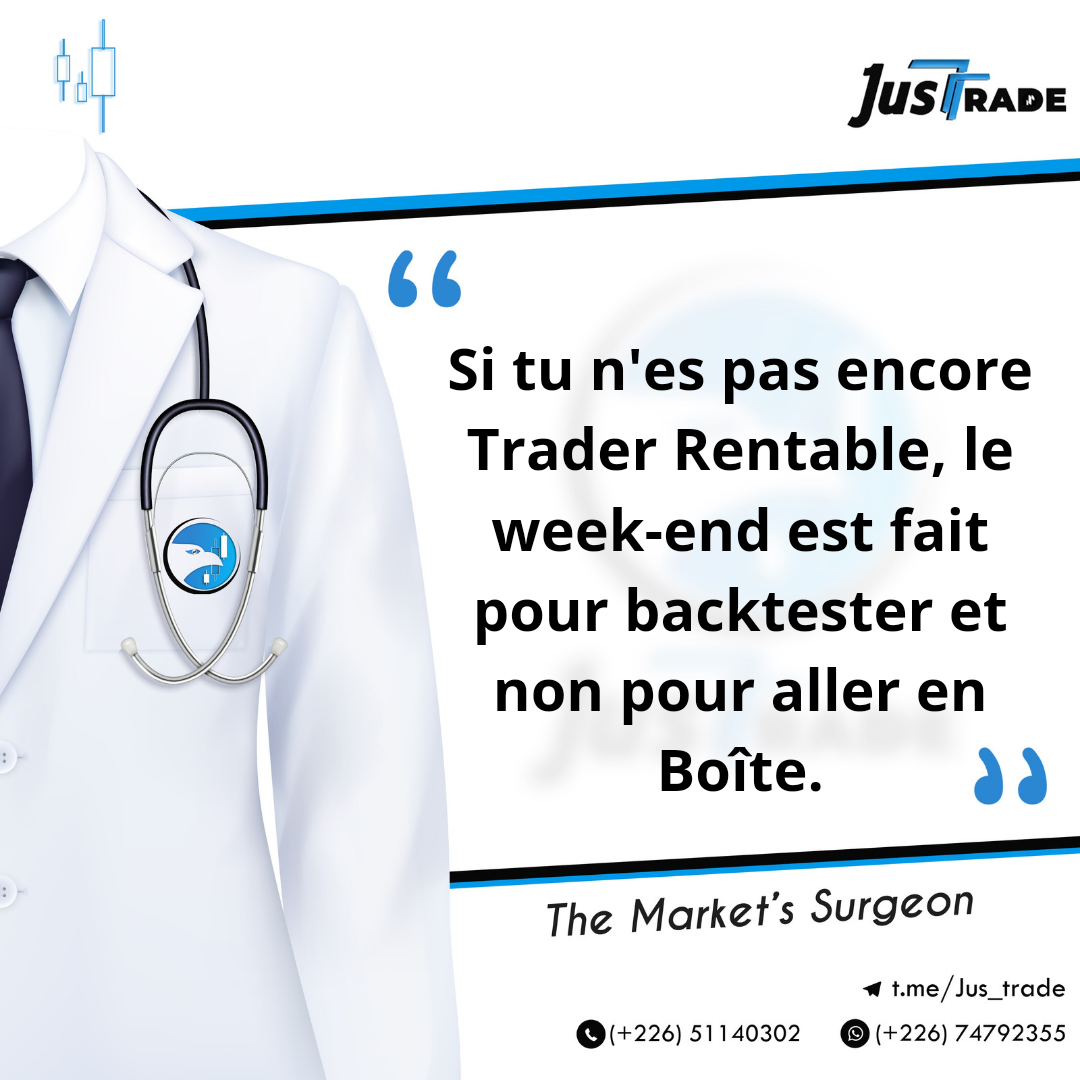 JusTrade
“
Si tu n'es pas encore
Trader Rentable, le
week-end est fait
pour backtester et
non pour aller en
Boîte.
”
JusTrade
The Market's Surgeon
t.me/Jus_trade
(+226) 51140302 (+226) 74792355